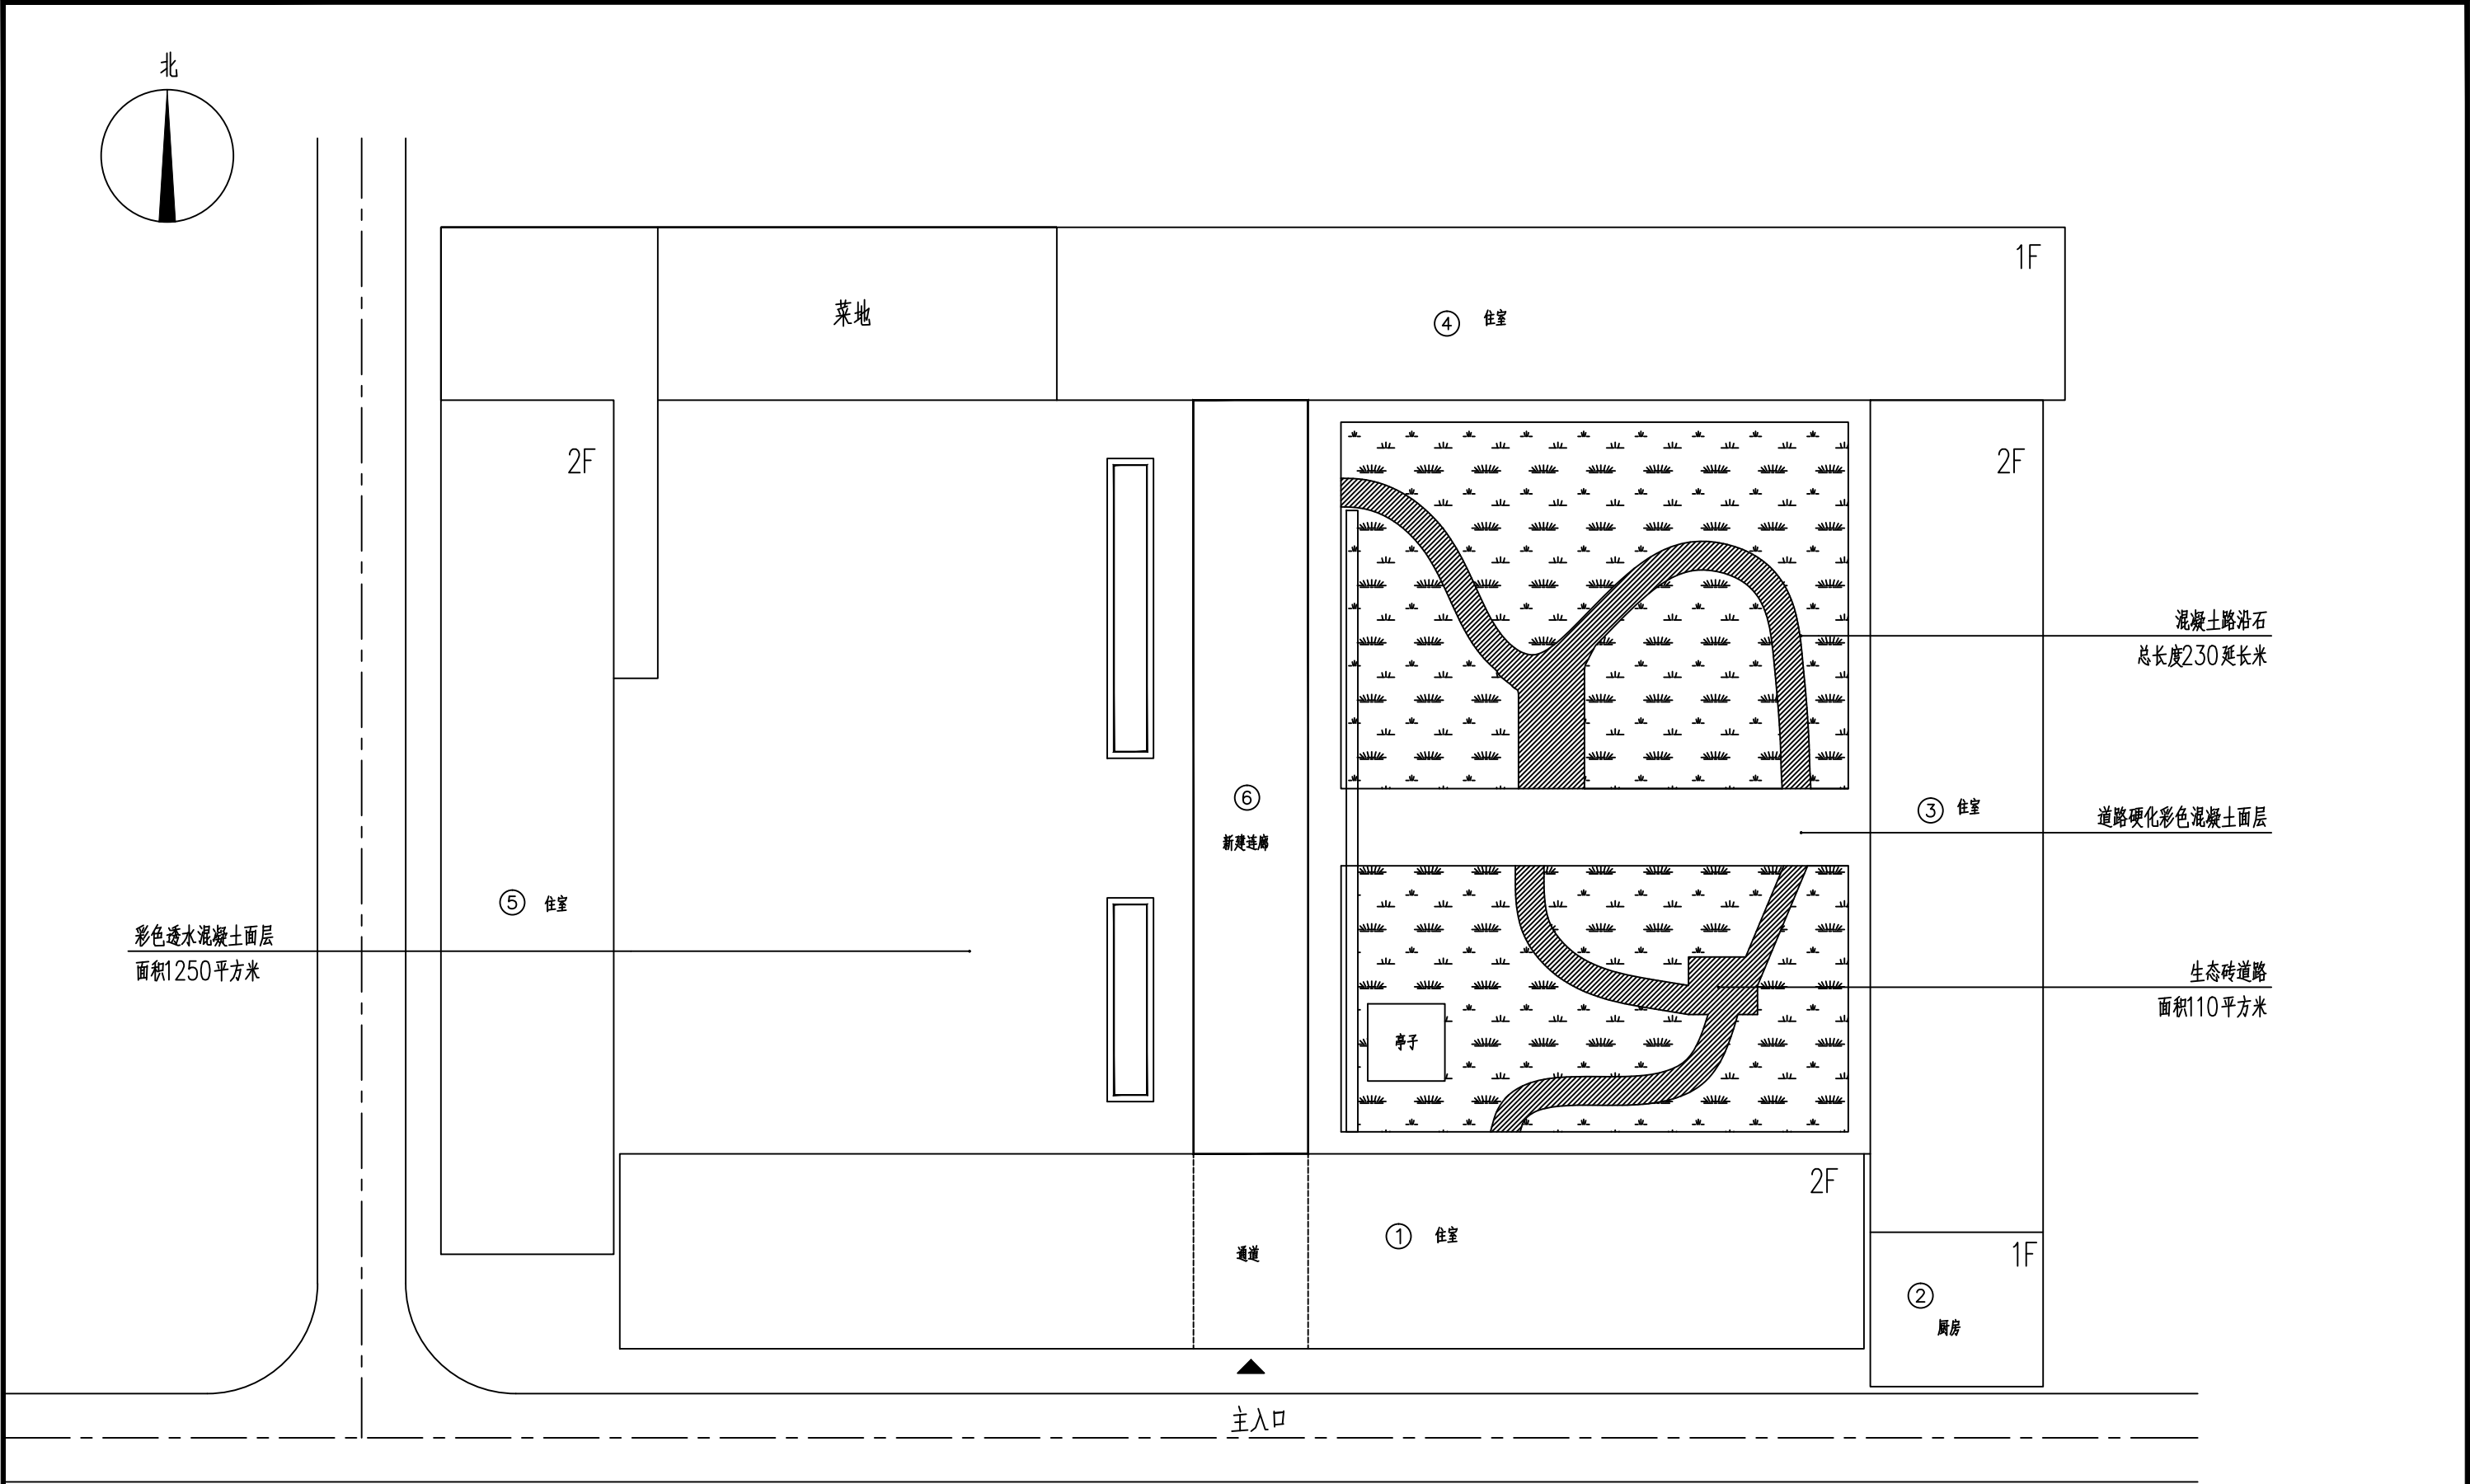 北
1F
菜地
④ 住室
2F
2F
混凝土路沿石
总长度230延长米
⑥
新建连廊
③ 住室
道路硬化彩色混凝土面层
⑤ 住室
彩色透水混凝土面层
面积1250平方米
生态砖道路
面积110平方米
亭子
2F
① 住室
通道
1F
②
厨房
主入口